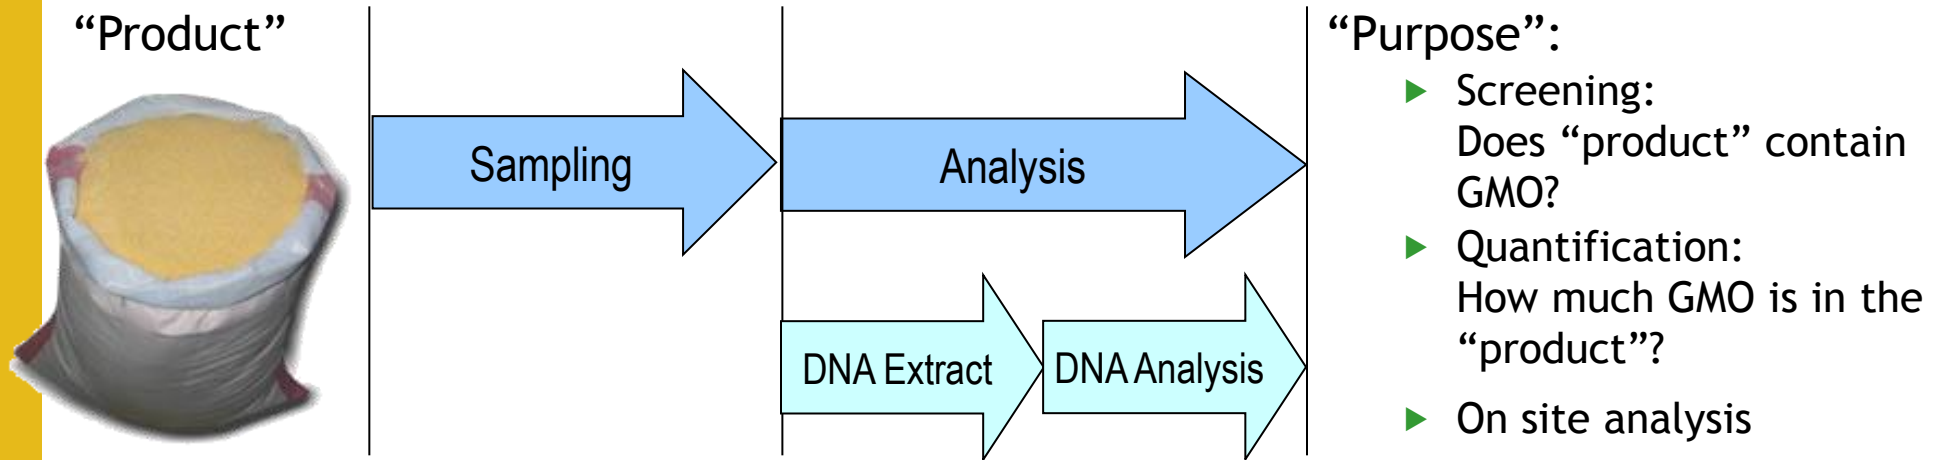 “Product”
Sampling
Analysis
DNA Extract
DNA Analysis
“Purpose”:
Screening:
Does “product” contain
GMO?
Quantification:
How much GMO is in the
“product”?
On site analysis